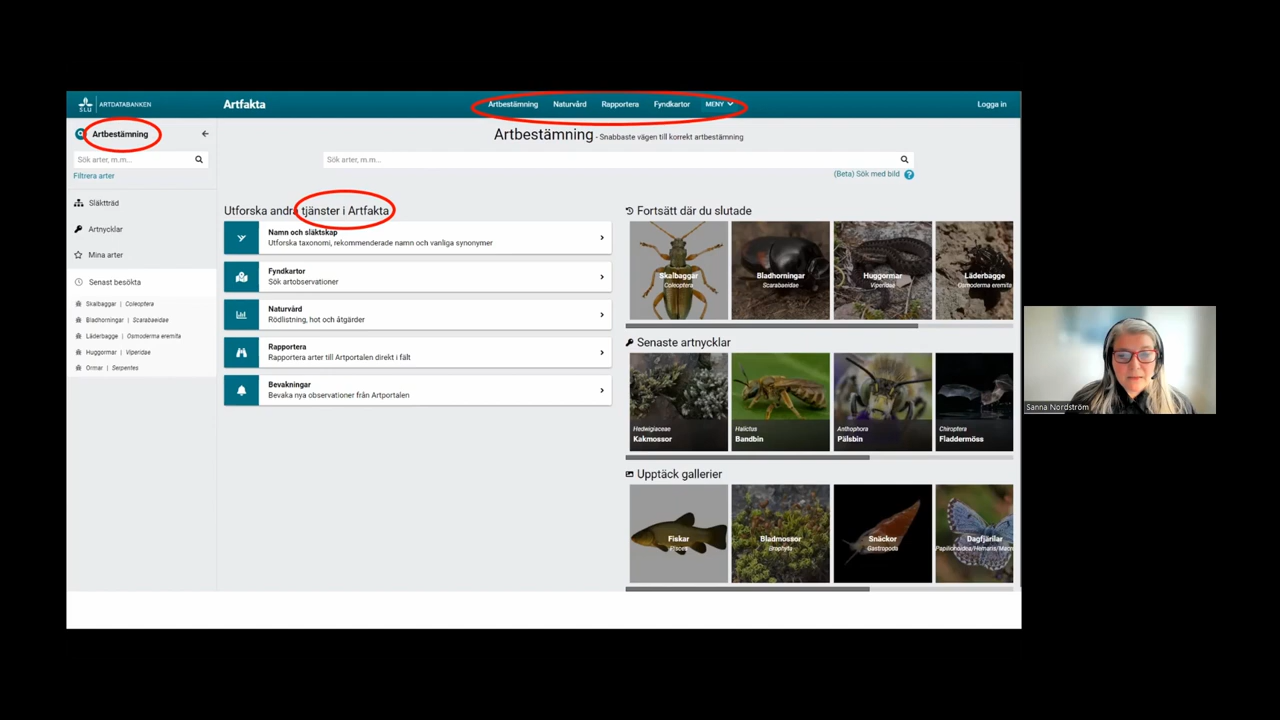 SLU
ARTDATABANKEN
Artfakta
Artbestämning
Naturvård
Rapportera
Fyndkartor
MENY
Logga in
Artbestämning
Sök arter, m.m...
Filtrera arter
Släktträd
Artnycklar
Mina arter
Senast besökta
Skalbaggar | Coleoptera
Bladhorningar | Scarabaeidae
Läderbagge | Osmoderma eremita
Huggormar | Viperidae
Ormar | Serpentes
Artbestämning - Snabbaste vägen till korrekt artbestämning
Sök arter, m.m...
(Beta) Sök med bild ?
Utforska andra tjänster i Artfakta
Namn och släktskap
Utforska taxonomi, rekommenderade namn och vanliga synonymer
Fyndkartor
Sök artobservationer
Naturvård
Rödlistning, hot och åtgärder
Rapportera
Rapportera arter till Artportalen direkt i fält
Bevakningar
Bevaka nya observationer från Artportalen
Fortsätt där du slutade
Skalbaggar
Coleoptera
Bladhorningar
Scarabaeidae
Huggormar
Viperidae
Läderbagge
Osmoderma eremita
Senaste artnycklar
Hedwigiaceae
Kakmossor
Halictus
Bandbin
Anthophora
Pälsbin
Chiroptera
Fladdermöss
Upptäck gallerier
Fiskar
Pisces
Bladmossor
Bryophyta
Snäckor
Gastropoda
Dagfjärilar
Papilionoidea/Hemaris/Macr
Sanna Nordström